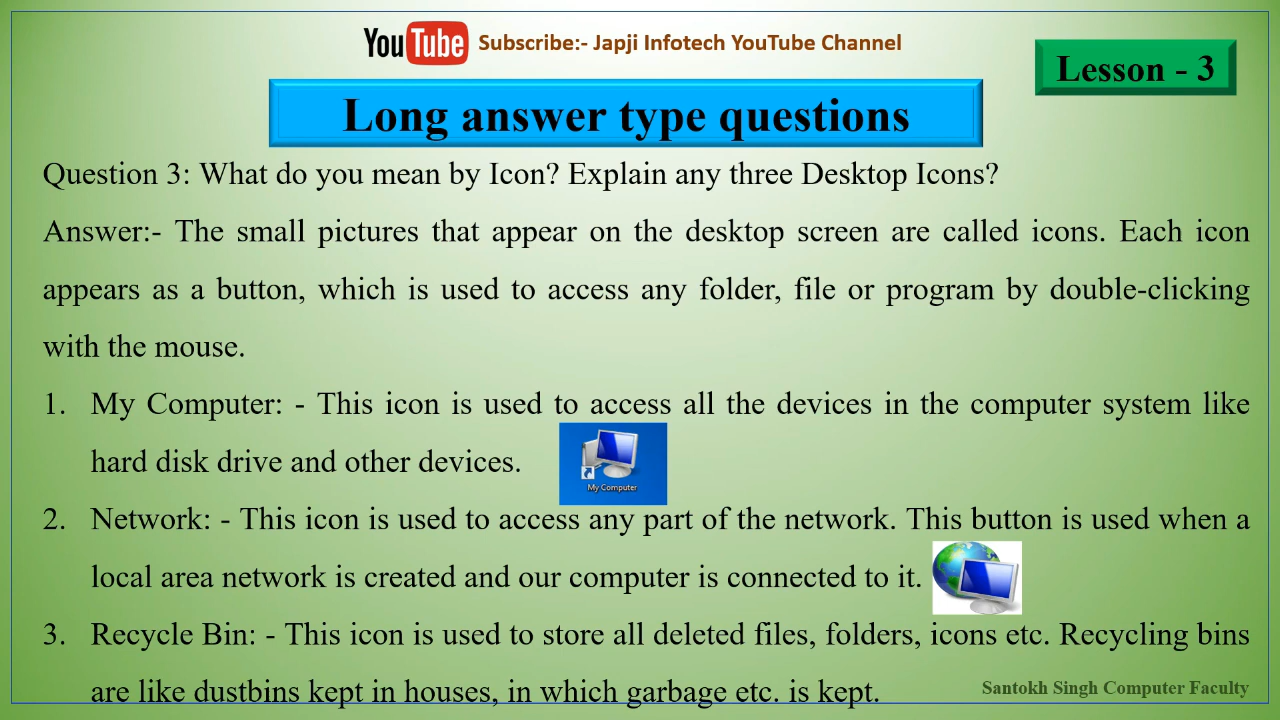 YouTube Subscribe:- Japji Infotech YouTube Channel
Lesson - 3
Long answer type questions
Question 3: What do you mean by Icon? Explain any three Desktop Icons?
Answer:- The small pictures that appear on the desktop screen are called icons. Each icon
appears as a button, which is used to access any folder, file or program by double-clicking
with the mouse.
1. My Computer: - This icon is used to access all the devices in the computer system like
hard disk drive and other devices.
My Computer
2. Network: - This icon is used to access any part of the network. This button is used when a
local area network is created and our computer is connected to it.
3. Recycle Bin: - This icon is used to store all deleted files, folders, icons etc. Recycling bins
are like dustbins kept in houses, in which garbage etc. is kept.
Santokh Singh Computer Faculty